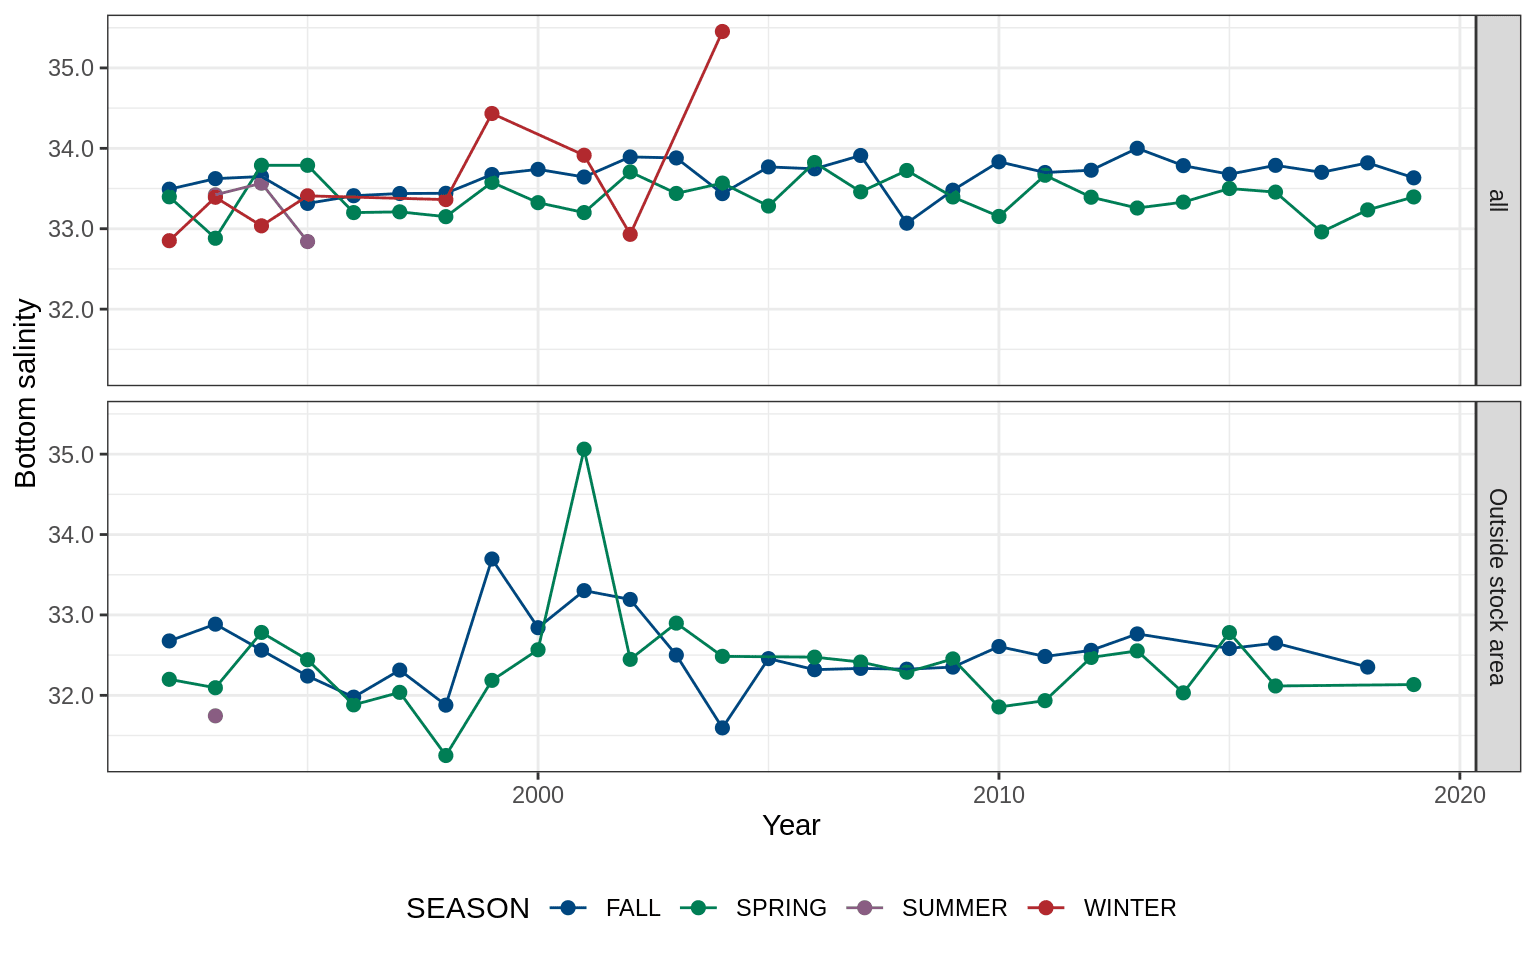 35.0
34.0
33.0
32.0
all
Bottom salinity
35.0
34.0
33.0
32.0
Outside stock area
2000 2010 2020
Year
SEASON FALL SPRING SUMMER WINTER